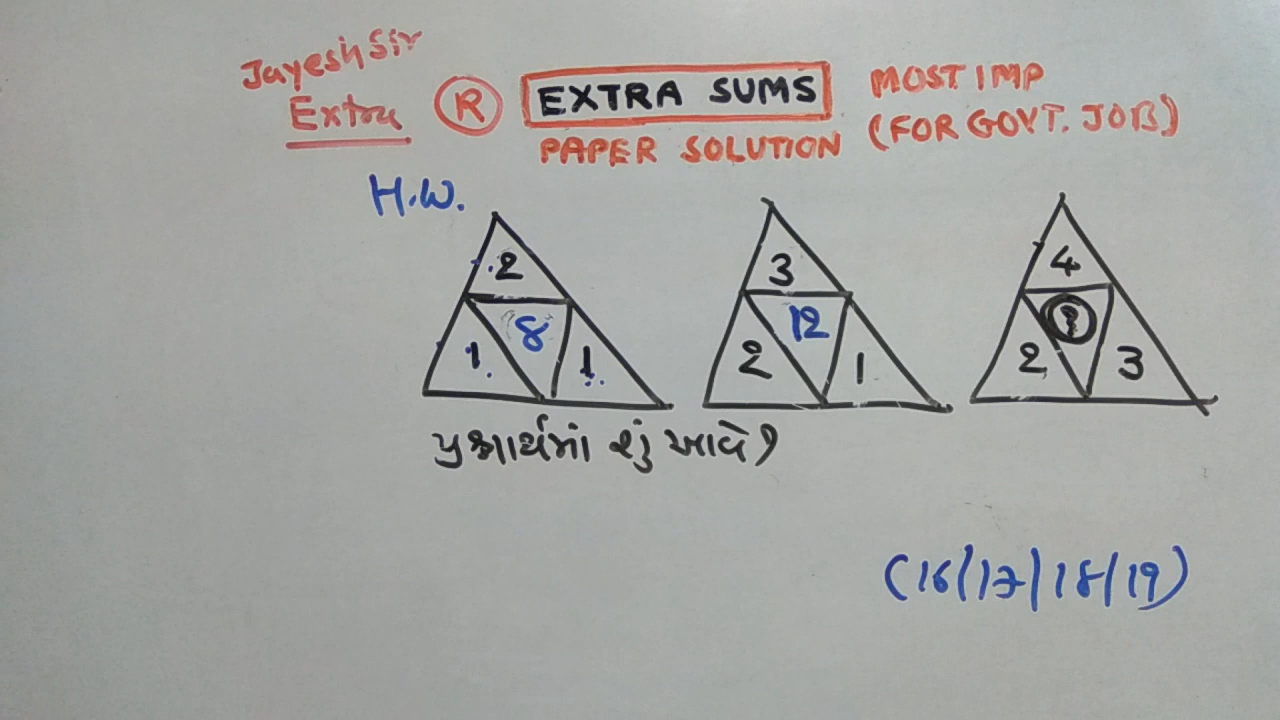 Jayesh Sir
Extra
R
EXTRA SUMS
PAPER SOLUTION
MOST IMP
(FOR GOVT. JOB)
H.W.
2
1 8 1
3
2 12 1
4
2 ? 3
પ્રશ્નાર્થમાં શું આવે?
(16/17/18/19)